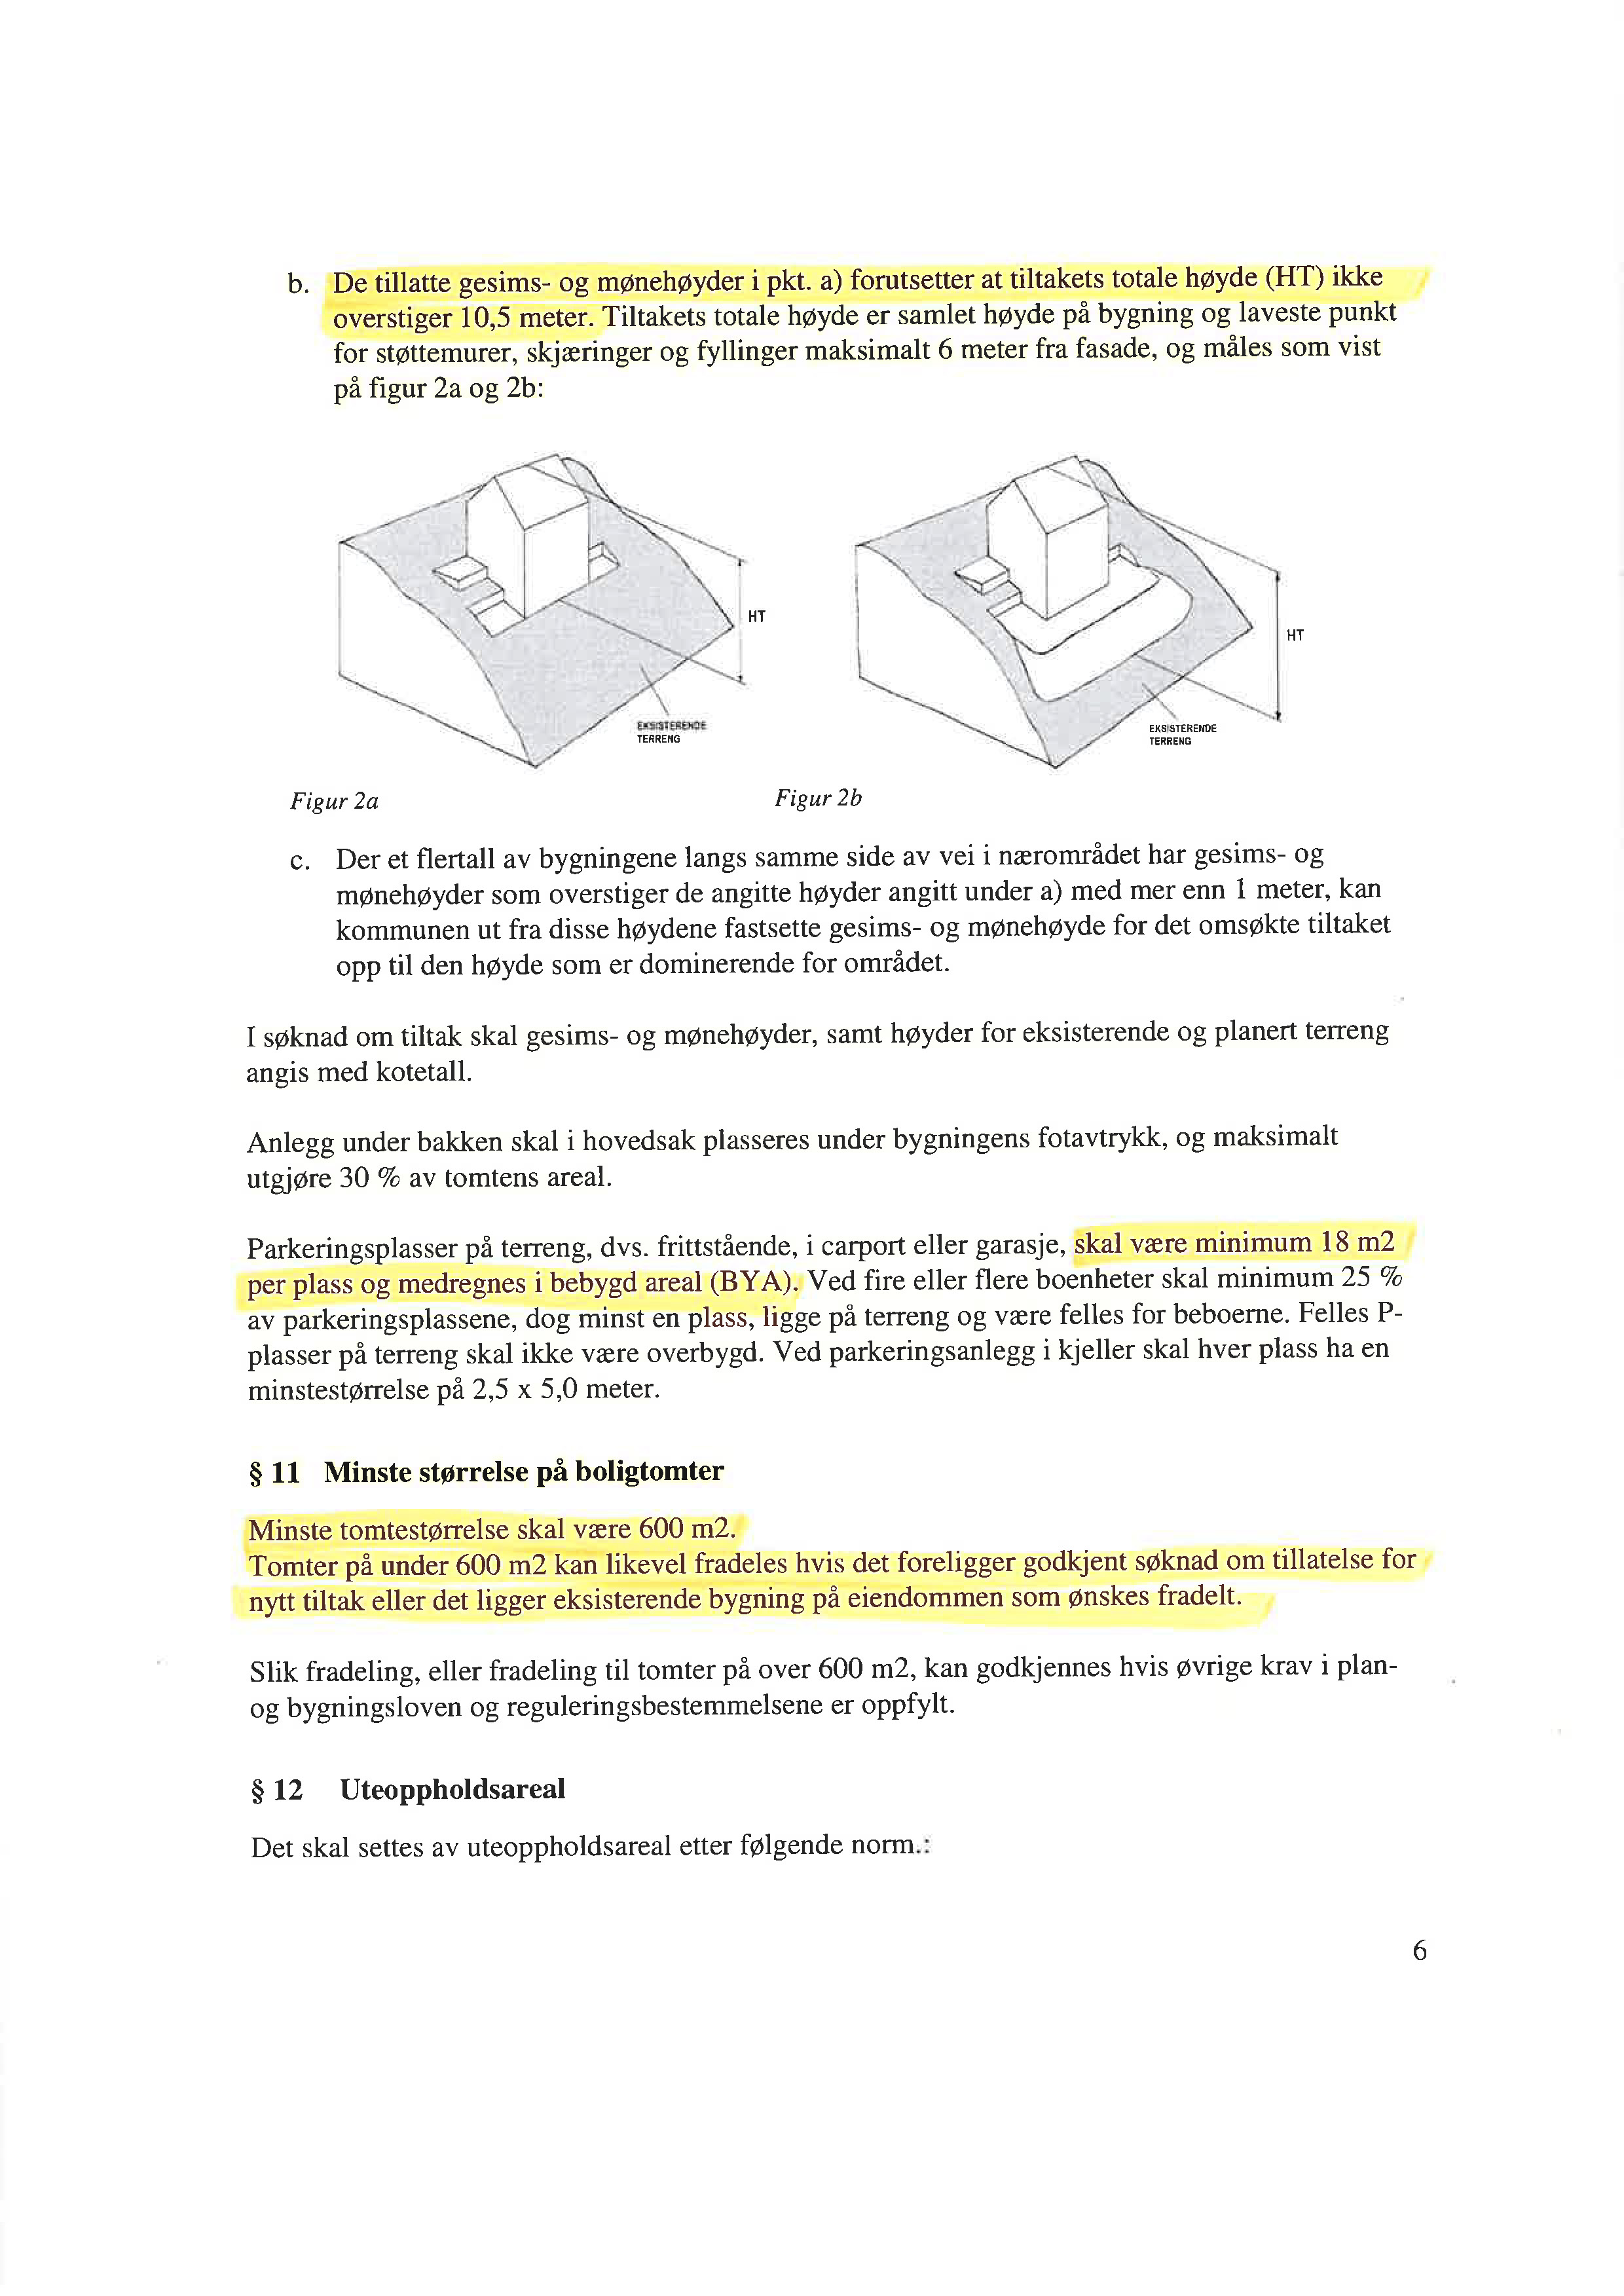 b. De tillatte gesims- og mønehøyder i pkt. a) forutsetter at tiltakets totale høyde (HT) ikke
overstiger 10,5 meter. Tiltakets totale høyde er samlet høyde på bygning og laveste punkt
for støttemurer, skjæringer og fyllinger maksimalt 6 meter fra fasade, og måles som vist
på figur 2a og 2b:
HT
EKSISTERENDE
TERRENG
HT
EKSISTERENDE
TERRENG
Figur 2a
Figur 2b
c. Der et flertall av bygningene langs samme side av vei i nærområdet har gesims- og
mønehøyder som overstiger de angitte høyder angitt under a) med mer enn 1 meter, kan
kommunen ut fra disse høydene fastsette gesims- og mønehøyde for det omsøkte tiltaket
opp til den høyde som er dominerende for området.
I søknad om tiltak skal gesims- og mønehøyder, samt høyder for eksisterende og planert terreng
angis med kotetall.
Anlegg under bakken skal i hovedsak plasseres under bygningens fotavtrykk, og maksimalt
utgjøre 30 % av tomtens areal.
Parkeringsplasser på terreng, dvs. frittstående, i carport eller garasje, skal være minimum 18 m2
per plass og medregnes i bebygd areal (BYA). Ved fire eller flere boenheter skal minimum 25 %
av parkeringsplassene, dog minst en plass, ligge på terreng og være felles for beboerne. Felles P-
plasser på terreng skal ikke være overbygd. Ved parkeringsanlegg i kjeller skal hver plass ha en
minstestørrelse på 2,5 x 5,0 meter.
§ 11 Minste størrelse på boligtomter
Minste tomtestørrelse skal være 600 m2.
Tomter på under 600 m2 kan likevel fradeles hvis det foreligger godkjent søknad om tillatelse for
nytt tiltak eller det ligger eksisterende bygning på eiendommen som ønskes fradelt.
Slik fradeling, eller fradeling til tomter på over 600 m2, kan godkjennes hvis øvrige krav i plan-
og bygningsloven og reguleringsbestemmelsene er oppfylt.
§ 12 Uteoppholdsareal
Det skal settes av uteoppholdsareal etter følgende norm.:
6